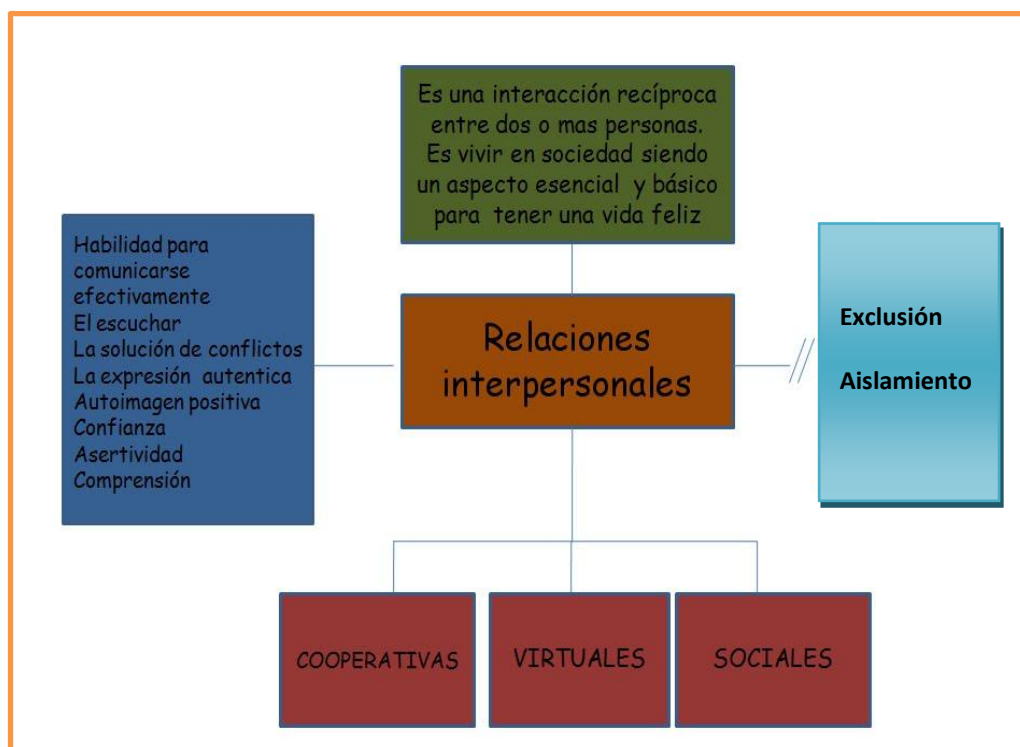 Es una interacción recíproca
entre dos o mas personas.
Es vivir en sociedad siendo
un aspecto esencial y básico
para tener una vida feliz
Habilidad para
comunicarse
efectivamente
El escuchar
La solución de conflictos
La expresión autentica
Autoimagen positiva
Confianza
Asertividad
Comprensión
Relaciones
interpersonales
Exclusión
Aislamiento
COOPERATIVAS
VIRTUALES
SOCIALES